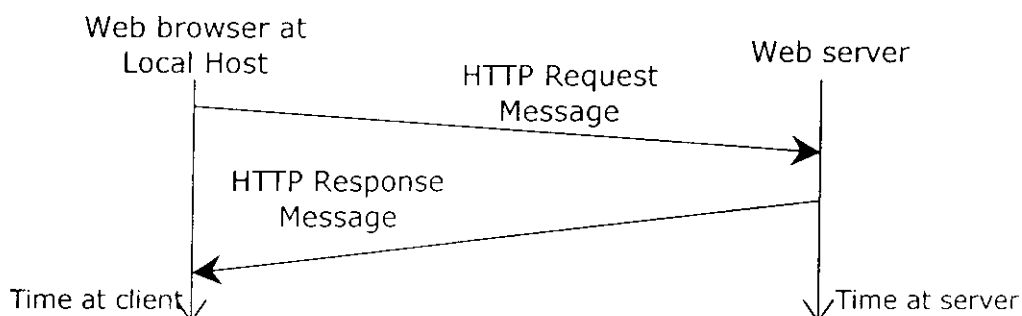 Web browser at
Local Host
Web server
HTTP Request
Message
HTTP Response
Message
Time at client
Time at server